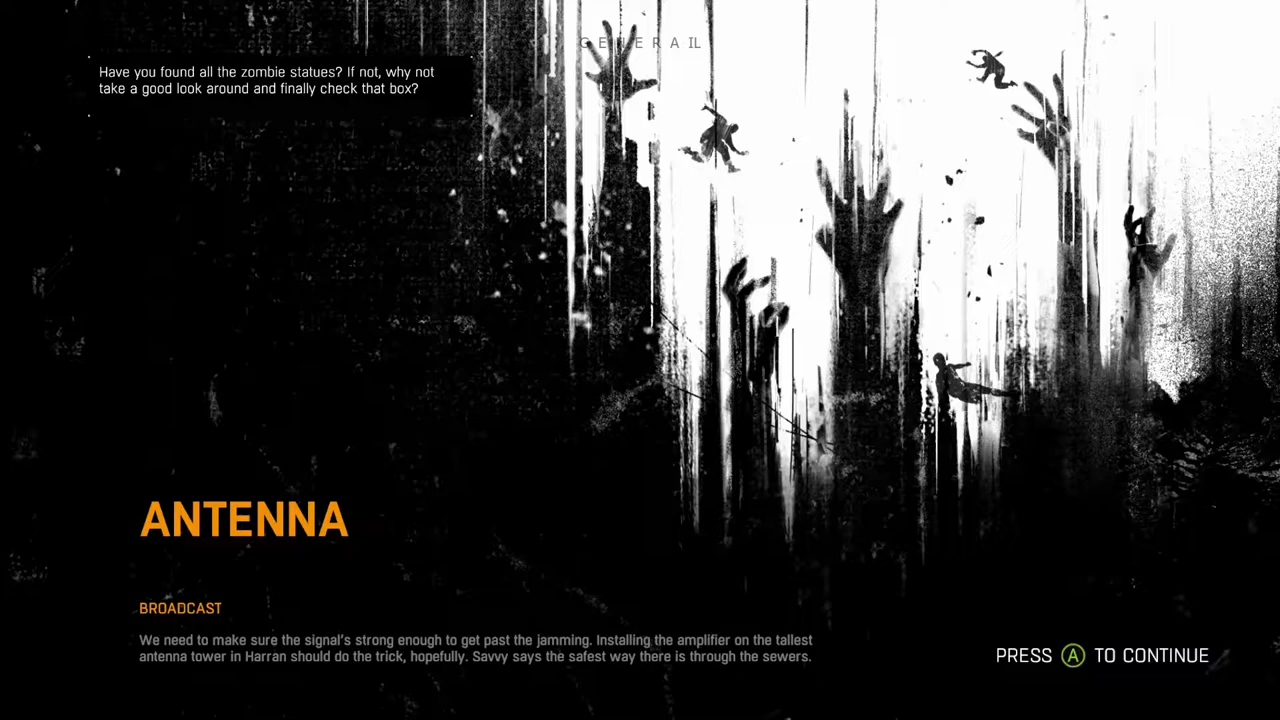 Have you found all the zombie statues? If not, why not
take a good look around and finally check that box?
ANTENNA
BROADCAST
We need to make sure the signal's strong enough to get past the jamming. Installing the amplifier on the tallest
antenna tower in Harran should do the trick, hopefully. Savvy says the safest way there is through the sewers.
PRESS A TO CONTINUE